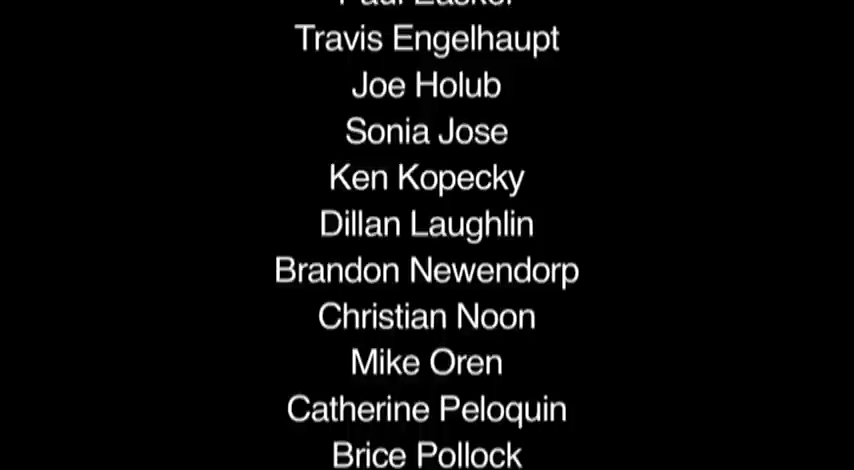 Travis Engelhaupt
Joe Holub
Sonia Jose
Ken Kopecky
Dillan Laughlin
Brandon Newendorp
Christian Noon
Mike Oren
Catherine Peloquin
Brice Pollock